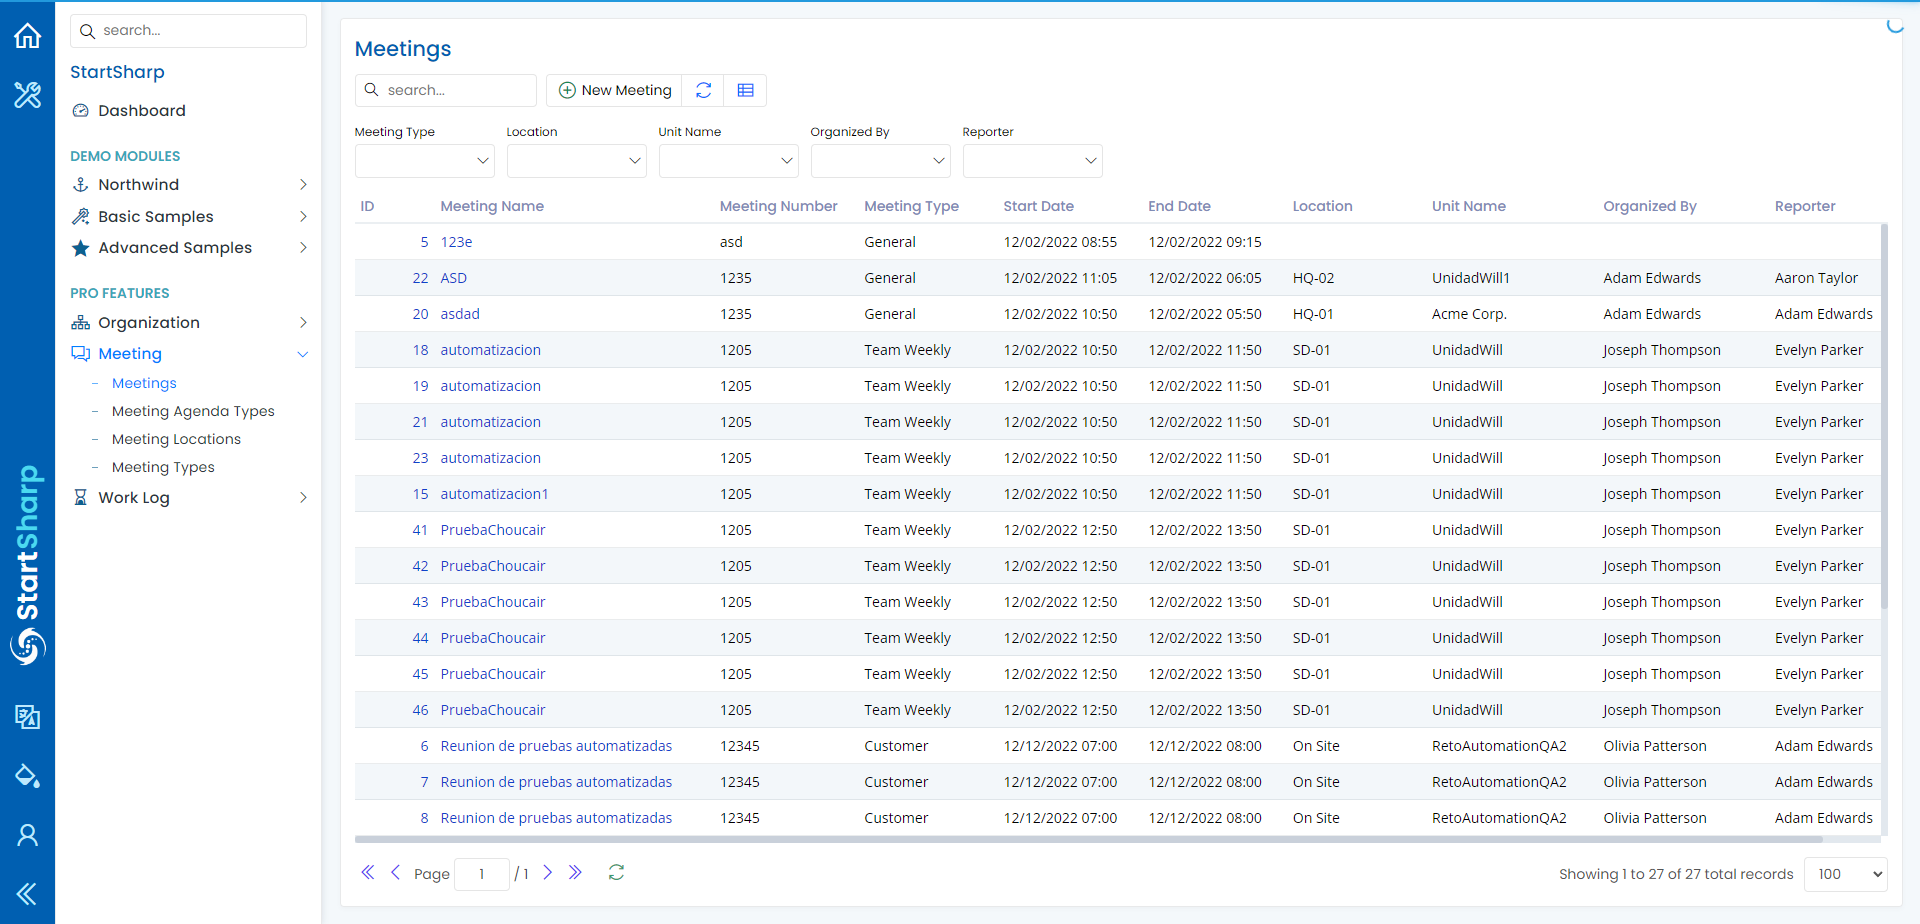 search...
StartSharp
Dashboard
DEMO MODULES
Northwind
Basic Samples
Advanced Samples
PRO FEATURES
Organization
Meeting
- Meetings
- Meeting Agenda Types
- Meeting Locations
- Meeting Types
Work Log
StartSharp
Meetings
search...
New Meeting
Meeting Type Location Unit Name Organized By Reporter
ID Meeting Name Meeting Number Meeting Type Start Date End Date Location Unit Name Organized By Reporter
5 123e asd General 12/02/2022 08:55 12/02/2022 09:15
22 ASD 1235 General 12/02/2022 11:05 12/02/2022 06:05 HQ-02 UnidadWill1 Adam Edwards Aaron Taylor
20 asdad 1235 General 12/02/2022 10:50 12/02/2022 05:50 HQ-01 Acme Corp. Adam Edwards Adam Edwards
18 automatizacion 1205 Team Weekly 12/02/2022 10:50 12/02/2022 11:50 SD-01 UnidadWill Joseph Thompson Evelyn Parker
19 automatizacion 1205 Team Weekly 12/02/2022 10:50 12/02/2022 11:50 SD-01 UnidadWill Joseph Thompson Evelyn Parker
21 automatizacion 1205 Team Weekly 12/02/2022 10:50 12/02/2022 11:50 SD-01 UnidadWill Joseph Thompson Evelyn Parker
23 automatizacion 1205 Team Weekly 12/02/2022 10:50 12/02/2022 11:50 SD-01 UnidadWill Joseph Thompson Evelyn Parker
15 automatizacion1 1205 Team Weekly 12/02/2022 10:50 12/02/2022 11:50 SD-01 UnidadWill Joseph Thompson Evelyn Parker
41 PruebaChoucair 1205 Team Weekly 12/02/2022 12:50 12/02/2022 13:50 SD-01 UnidadWill Joseph Thompson Evelyn Parker
42 PruebaChoucair 1205 Team Weekly 12/02/2022 12:50 12/02/2022 13:50 SD-01 UnidadWill Joseph Thompson Evelyn Parker
43 PruebaChoucair 1205 Team Weekly 12/02/2022 12:50 12/02/2022 13:50 SD-01 UnidadWill Joseph Thompson Evelyn Parker
44 PruebaChoucair 1205 Team Weekly 12/02/2022 12:50 12/02/2022 13:50 SD-01 UnidadWill Joseph Thompson Evelyn Parker
45 PruebaChoucair 1205 Team Weekly 12/02/2022 12:50 12/02/2022 13:50 SD-01 UnidadWill Joseph Thompson Evelyn Parker
46 PruebaChoucair 1205 Team Weekly 12/02/2022 12:50 12/02/2022 13:50 SD-01 UnidadWill Joseph Thompson Evelyn Parker
6 Reunion de pruebas automatizadas 12345 Customer 12/12/2022 07:00 12/12/2022 08:00 On Site RetoAutomationQA2 Olivia Patterson Adam Edwards
7 Reunion de pruebas automatizadas 12345 Customer 12/12/2022 07:00 12/12/2022 08:00 On Site RetoAutomationQA2 Olivia Patterson Adam Edwards
8 Reunion de pruebas automatizadas 12345 Customer 12/12/2022 07:00 12/12/2022 08:00 On Site RetoAutomationQA2 Olivia Patterson Adam Edwards
Page 1 / 1 Showing 1 to 27 of 27 total records 100